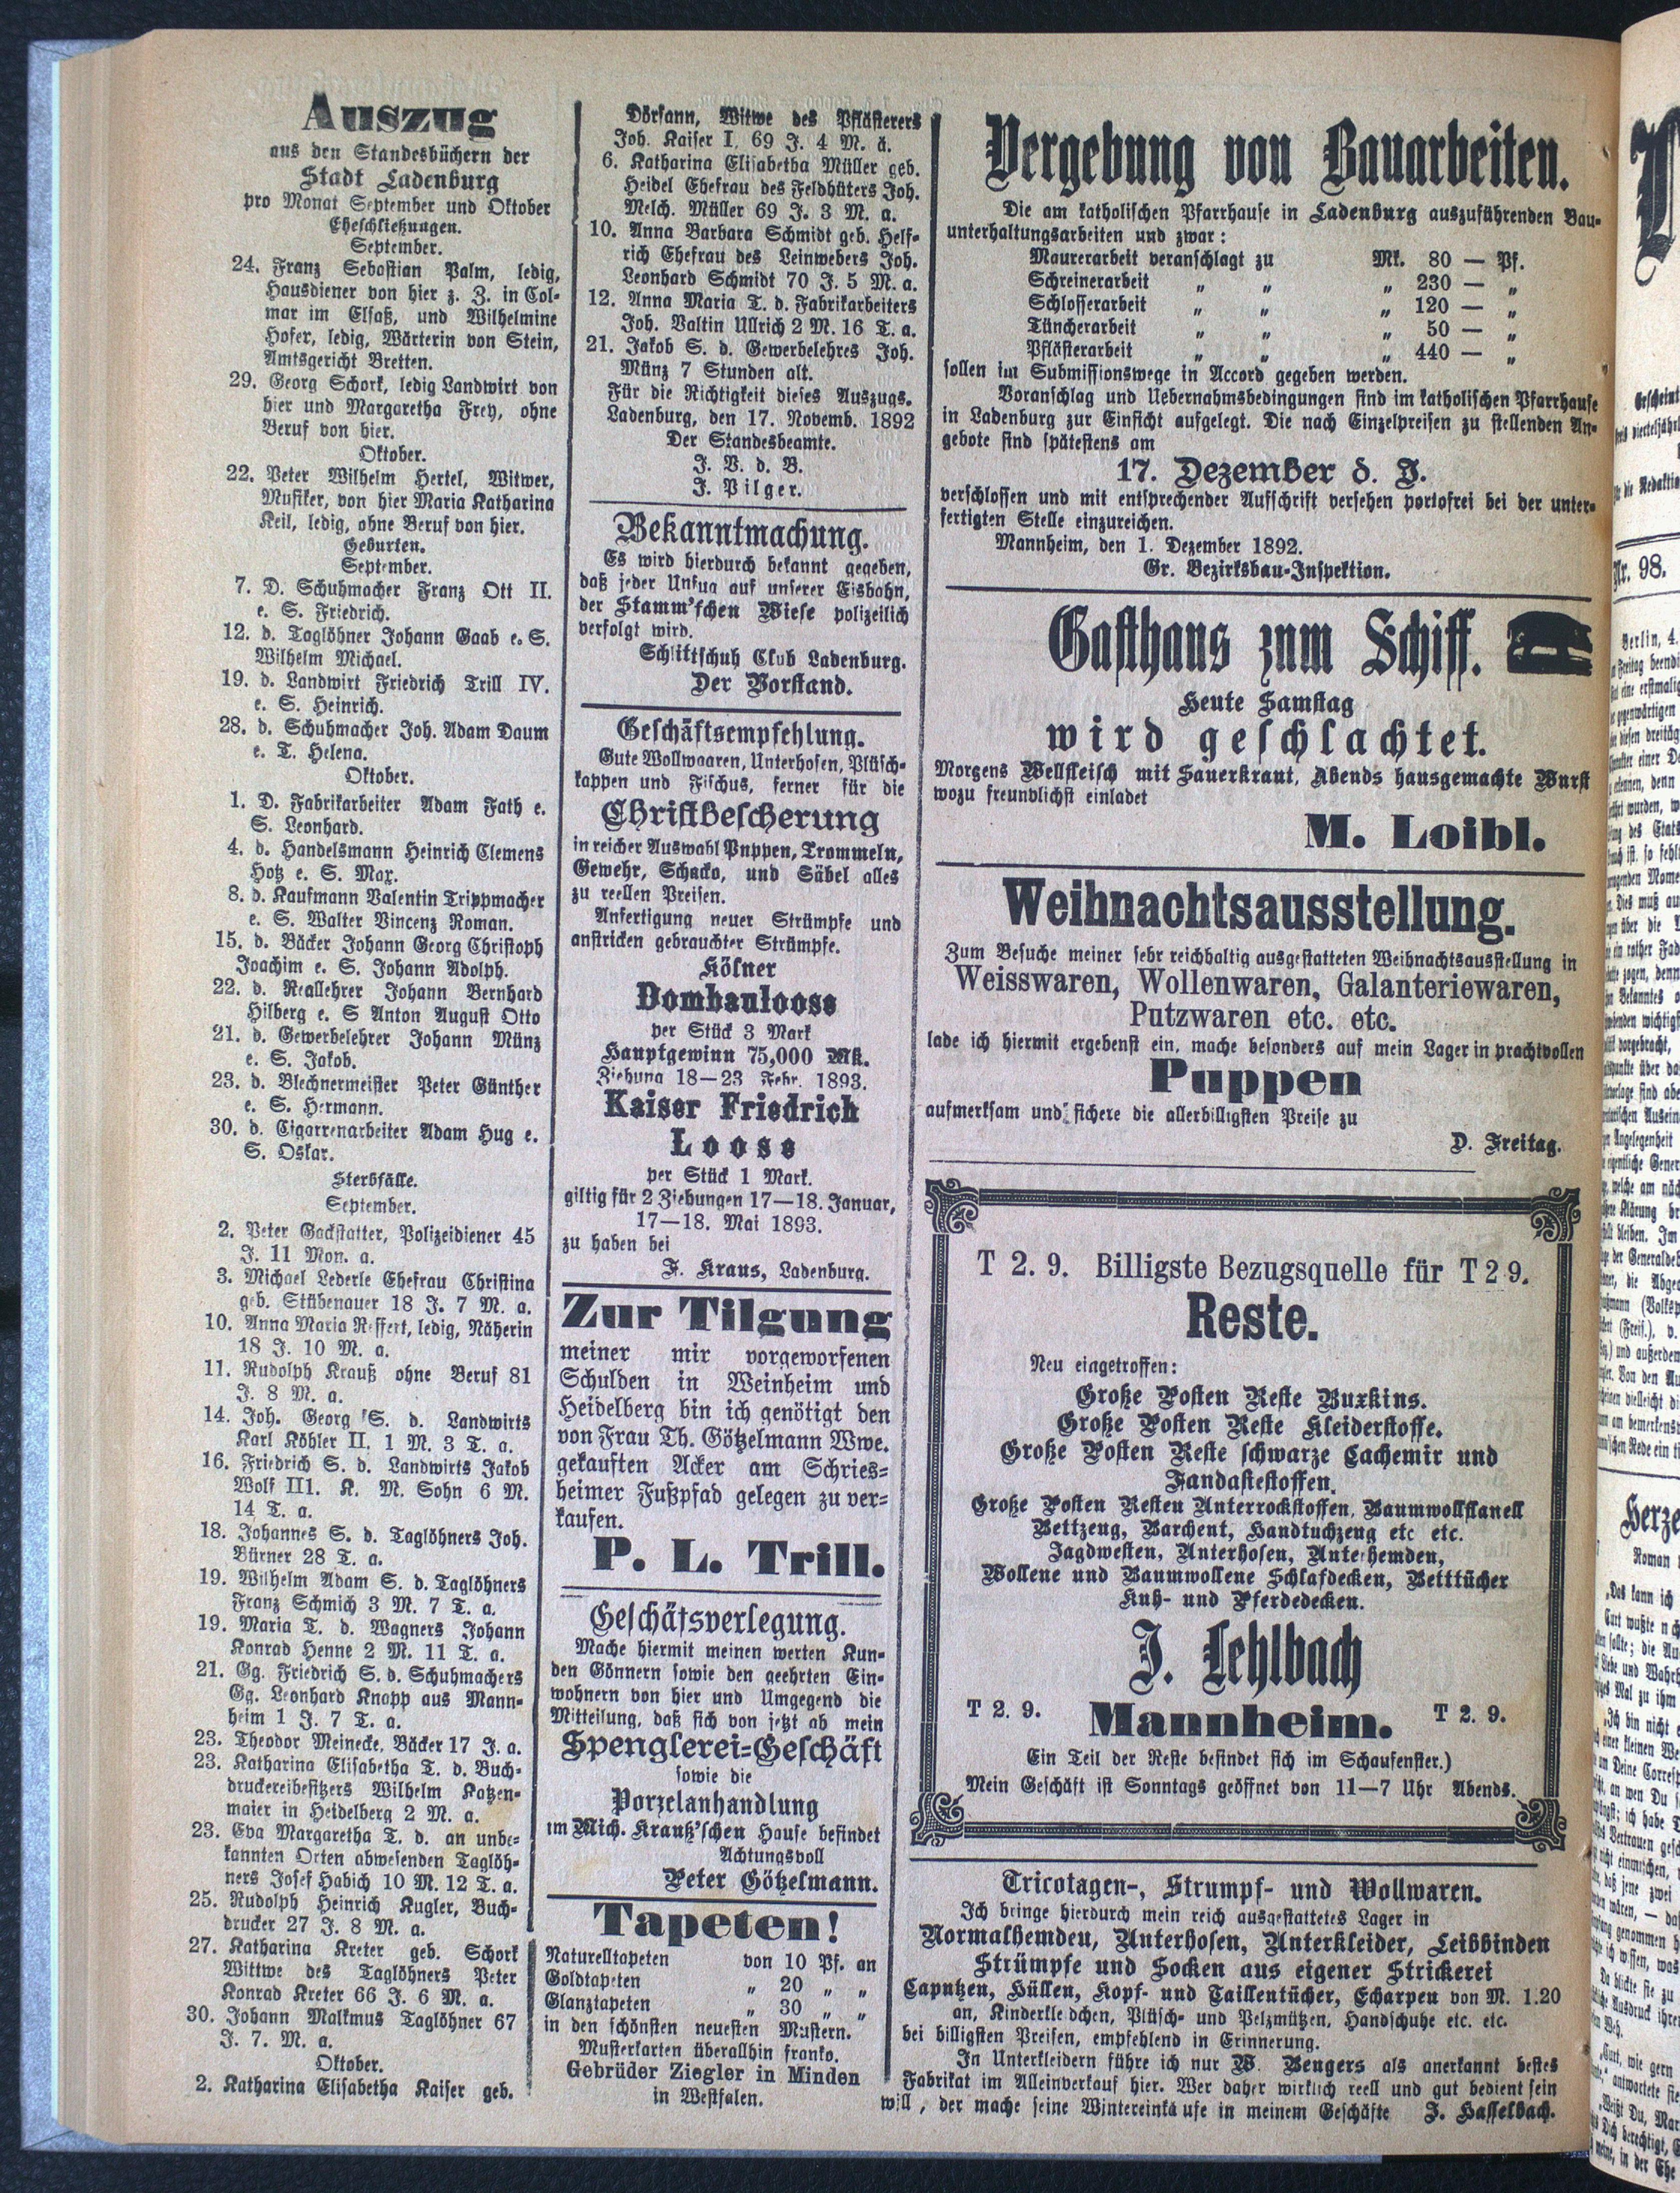 Auszug
aus den Standesbüchern der
Stadt Ladenburg
pro Monat September und Oktober
Eheschließungen.
September.
24. Franz Sebastian Palm, ledig,
Hausdiener von hier z. Z. in Col-
mar im Elsaß, und Wilhelmine
Hofer, ledig, Wärterin von Stein,
Amtsgericht Bretten.
29. Georg Schork, ledig Landwirt von
hier und Margaretha Frey, ohne
Beruf von hier.
Oktober.
22. Peter Wilhelm Hertel, Witwer,
Musiker, von hier Maria Katharina
Keil, ledig, ohne Beruf von hier.
Geburten.
September.
7. D. Schuhmacher Franz Ott II.
e. S. Friedrich.
12. d. Taglöhner Johann Gaab e. S.
Wilhelm Michael.
19. d. Landwirt Friedrich Trill IV.
e. S. Heinrich.
28. d. Schuhmacher Joh. Adam Daum
e. T. Helena.
Oktober.
1. D. Fabrikarbeiter Adam Fath e.
S. Leonhard.
4. d. Handelsmann Heinrich Clemens
Hotz e. S. Max.
8. d. Kaufmann Valentin Trippmacher
e. S. Walter Vincenz Roman.
15. d. Bäcker Johann Georg Christoph
Joachim e. S. Johann Adolph.
22. d. Reallehrer Johann Bernhard
Hilberg e. S Anton August Otto
21. d. Gewerbelehrer Johann Münz
e. S. Jakob.
23. d. Blechnermeister Peter Günther
e. S. Hermann.
30. d. Cigarrenarbeiter Adam Hug e.
S. Oskar.
Sterbfälle.
September.
2. Peter Gackstatter, Polizeidiener 45
J. 11 Mon. a.
3. Michael Lederle Ehefrau Christina
geb. Stübenauer 18 J. 7 M. a.
10. Anna Maria Reffert, ledig, Näherin
18 J. 10 M. a.
11. Rudolph Krauß ohne Beruf 81
J. 8 M. a.
14. Joh. Georg S. d. Landwirts
Karl Köhler II. 1 M. 3 T. a.
16. Friedrich S. d. Landwirts Jakob
Wolf III. K. M. Sohn 6 M.
14 T. a.
18. Johannes S. d. Taglöhners Joh.
Bürner 28 T. a.
19. Wilhelm Adam S. d. Taglöhners
Franz Schmich 3 M. 7 T. a.
19. Maria T. d. Wagners Johann
Konrad Henne 2 M. 11 T. a.
21. Gg. Friedrich S. d. Schuhmachers
Gg. Leonhard Knapp aus Mann-
heim 1 J. 7 T. a.
23. Theodor Meinecke, Bäcker 17 J. a.
23. Katharina Elisabetha T. d. Buch-
druckereibesitzers Wilhelm Katzen-
maier in Heidelberg 2 M. a.
23. Eva Margaretha T. d. an unbe-
kannten Orten abwesenden Taglöh-
ners Josef Habich 10 M. 12 T. a.
25. Rudolph Heinrich Kugler, Buch-
drucker 27 J. 8 M. a.
27. Katharina Kreter geb. Schork
Wittwe des Taglöhners Peter
Konrad Kreter 66 J. 6 M. a.
30. Johann Malkmus Taglöhner 67
J. 7. M. a.
Oktober.
2. Katharina Elisabetha Kaiser geb.
Dörsann, Witwe des Pflästerers
Joh. Kaiser I. 69 J. 4 M. a.
6. Katharina Elisabetha Müller geb.
Heidel Ehefrau des Feldhüters Joh.
Melch. Müller 69 J. 3 M. a.
10. Anna Barbara Schmidt geb. Helf-
rich Ehefrau des Leinwebers Joh.
Leonhard Schmidt 70 J. 5 M. a.
12. Anna Maria T. d. Fabrikarbeiters
Joh. Valtin Ullrich 2 M. 16 T. a.
21. Jakob S. d. Gewerbelehres Joh.
Münz 7 Stunden alt.
Für die Richtigkeit dieses Auszugs.
Ladenburg, den 17. Novemb. 1892
Der Standesbeamte.
J. V. d. B.
J. Pilger.
Bekanntmachung.
Es wird hierdurch bekannt gegeben,
daß jeder Unfug auf unserer Eisbahn,
der Stamm'schen Wiese polizeilich
verfolgt wird.
Schlittschuh Club Ladenburg.
Der Vorstand.
Geschäftsempfehlung.
Gute Wollwaaren, Unterhosen, Plüsch-
kappen und Fischus, ferner für die
Christbescherung
in reicher Auswahl Puppen, Trommeln,
Gewehr, Schacko, und Säbel alles
zu reellen Preisen.
Anfertigung neuer Strümpfe und
anstricken gebrauchter Strümpfe.
Kölner
Dombauloose
per Stück 3 Mark
Hauptgewinn 75,000 Mk.
Ziehung 18—23 Febr. 1893.
Kaiser Friedrich
Loose
per Stück 1 Mark.
giltig für 2 Ziehungen 17—18. Januar,
17—18. Mai 1893.
zu haben bei
F. Kraus, Ladenburg.
Zur Tilgung
meiner mir vorgeworfenen
Schulden in Weinheim und
Heidelberg bin ich genötigt den
von Frau Th. Götzelmann Wwe.
gekauften Acker am Schries-
heimer Fußpfad gelegen zu ver-
kaufen.
P. L. Trill.
Geschäfsverlegung.
Mache hiermit meinen werten Kun-
den Gönnern sowie den geehrten Ein-
wohnern von hier und Umgegend die
Mitteilung, daß sich von jetzt ab mein
Spenglerei-Geschäft
sowie die
Porzelanhandlung
im Mich. Krauß'schen Hause befindet
Achtungsvoll
Peter Götzelmann.
Tapeten!
Naturelltapeten von 10 Pf. an
Goldtapeten „ 20 „ „
Glanztapeten „ 30 „ „
in den schönsten neuesten Mustern.
Musterkarten überallhin franko.
Gebrüder Ziegler in Minden
in Westfalen.
Vergebung von Bauarbeiten.
Die am katholischen Pfarrhause in Ladenburg auszuführenden Bau-
unterhaltungsarbeiten und zwar:
Maurerarbeit veranschlagt zu Mk. 80 — Pf.
Schreinerarbeit „ „ „ 230 — „
Schlosserarbeit „ „ „ 120 — „
Tüncherarbeit „ „ „ 50 — „
Pflästerarbeit „ „ „ 440 — „
sollen im Submissionswege in Accord gegeben werden.
Voranschlag und Uebernahmsbedingungen sind im katholischen Pfarrhause
in Ladenburg zur Einsicht aufgelegt. Die nach Einzelpreisen zu stellenden An-
gebote sind spätestens am
17. Dezember d. J.
verschlossen und mit entsprechender Aufschrift versehen portofrei bei der unter-
fertigten Stelle einzureichen.
Mannheim, den 1. Dezember 1892.
Gr. Bezirksbau-Inspektion.
Gasthaus zum Schiff.
Heute Samstag
wird geschlachtet.
Morgens Wellfleisch mit Sauerkraut, Abends hausgemachte Wurst
wozu freundlichst einladet
M. Loibl.
Weihnachtsausstellung.
Zum Besuche meiner sehr reichhaltig ausgestatteten Weihnachtsausstellung in
Weisswaren, Wollenwaren, Galanteriewaren,
Putzwaren etc. etc.
lade ich hiermit ergebenst ein, mache besonders auf mein Lager in prachtvollen
Puppen
aufmerksam und sichere die allerbilligsten Preise zu
D. Freitag.
T 2. 9. Billigste Bezugsquelle für T 2 9.
Reste.
Neu eingetroffen:
Große Posten Reste Buxkins.
Große Posten Reste Kleiderstoffe.
Große Posten Reste schwarze Cachemir und
Fandasiestoffen.
Große Posten Resten Unterrockstoffen, Baumwollflanell
Bettzeug, Barchent, Handtuchzeug etc etc.
Jagdwesten, Unterhosen, Unterhemden,
Wollene und Baumwollene Schlafdecken, Betttücher
Kuh- und Pferdedecken.
J. Lehlbach
T 2. 9. Mannheim. T 2. 9.
Ein Teil der Reste befindet sich im Schaufenster.)
Mein Geschäft ist Sonntags geöffnet von 11—7 Uhr Abends.
Tricotagen-, Strumpf- und Wollwaren.
Ich bringe hierdurch mein reich ausgestattetes Lager in
Normalhemden, Unterhosen, Unterkleider, Leibbinden
Strümpfe und Socken aus eigener Strickerei
Caputzen, Hüllen, Kopf- und Taillentücher, Echarpen von M. 1.20
an, Kinderkleidchen, Plüsch- und Pelzmützen, Handschuhe etc. etc.
bei billigsten Preisen, empfehlend in Erinnerung.
In Unterkleidern führe ich nur W. Bengers als anerkannt bestes
Fabrikat im Alleinverkauf hier. Wer daher wirklich reell und gut bedient sein
will, der mache seine Wintereinkäufe in meinem Geschäfte J. Hasselbach.
Nr. 98.
Berlin, 4.